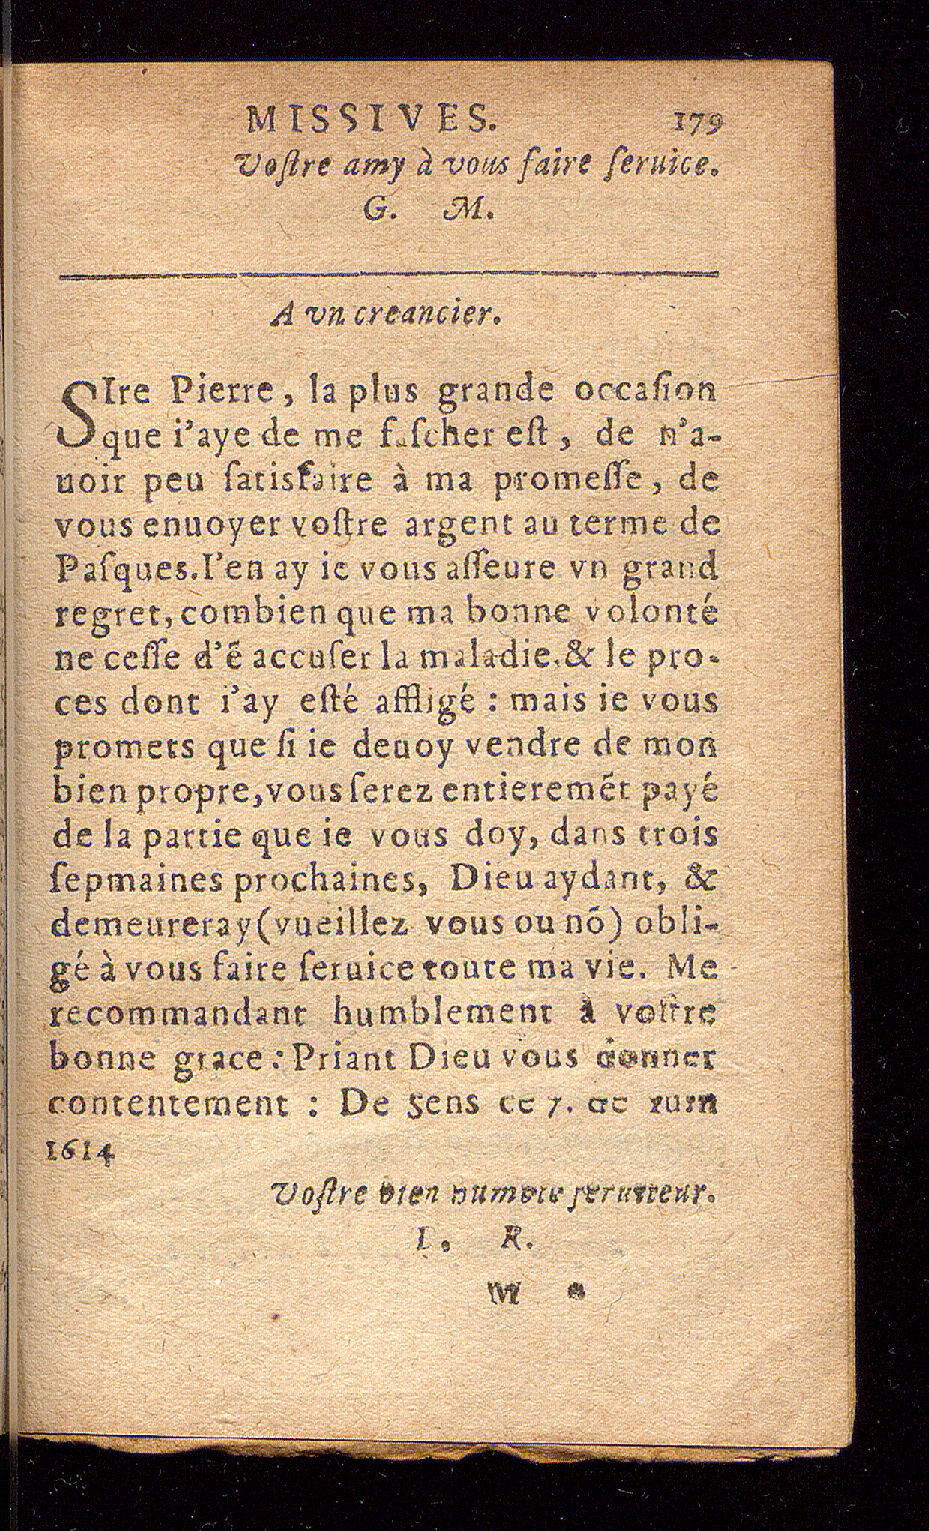 MISSIVES. 179
Voſtre amy à vous faire ſeruice.
G. M.
A vn creancier.
SIre Pierre, la plus grande occaſion
que i'aye de me faſcher eſt, de n'a-
uoir peu ſatisfaire à ma promeſſe, de
vous enuoyer voſtre argent au terme de
Paſques. I'en ay ie vous aſſeure vn grand
regret, combien que ma bonne volonté
ne ceſſe d'ẽ accuſer la maladie. & le pro-
ces dont i'ay eſté affligé : mais ie vous
promets que ſi ie deuoy vendre de mon
bien propre, vous ſerez entieremẽt payé
de la partie que ie vous doy, dans trois
ſepmaines prochaines, Dieu aydant, &
demeureray (vueillez vous ou nõ) obli-
gé à vous faire ſeruice toute ma vie. Me
recommandant humblement à voſtre
bonne grace : Priant Dieu vous donner
contentement : De Sens ce 7. de iuin
1614
Voſtre bien humble ſeruiteur.
I. R.
M